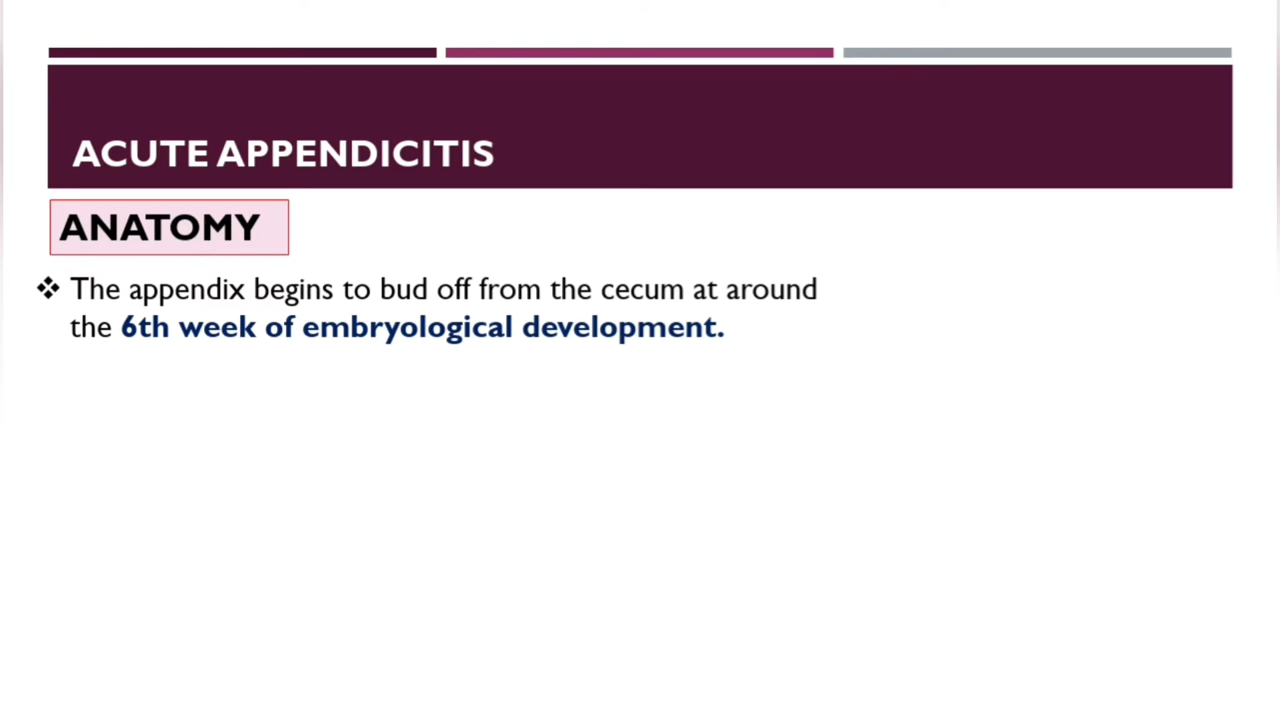 ACUTE APPENDICITIS
ANATOMY
❖ The appendix begins to bud off from the cecum at around
the 6th week of embryological development.